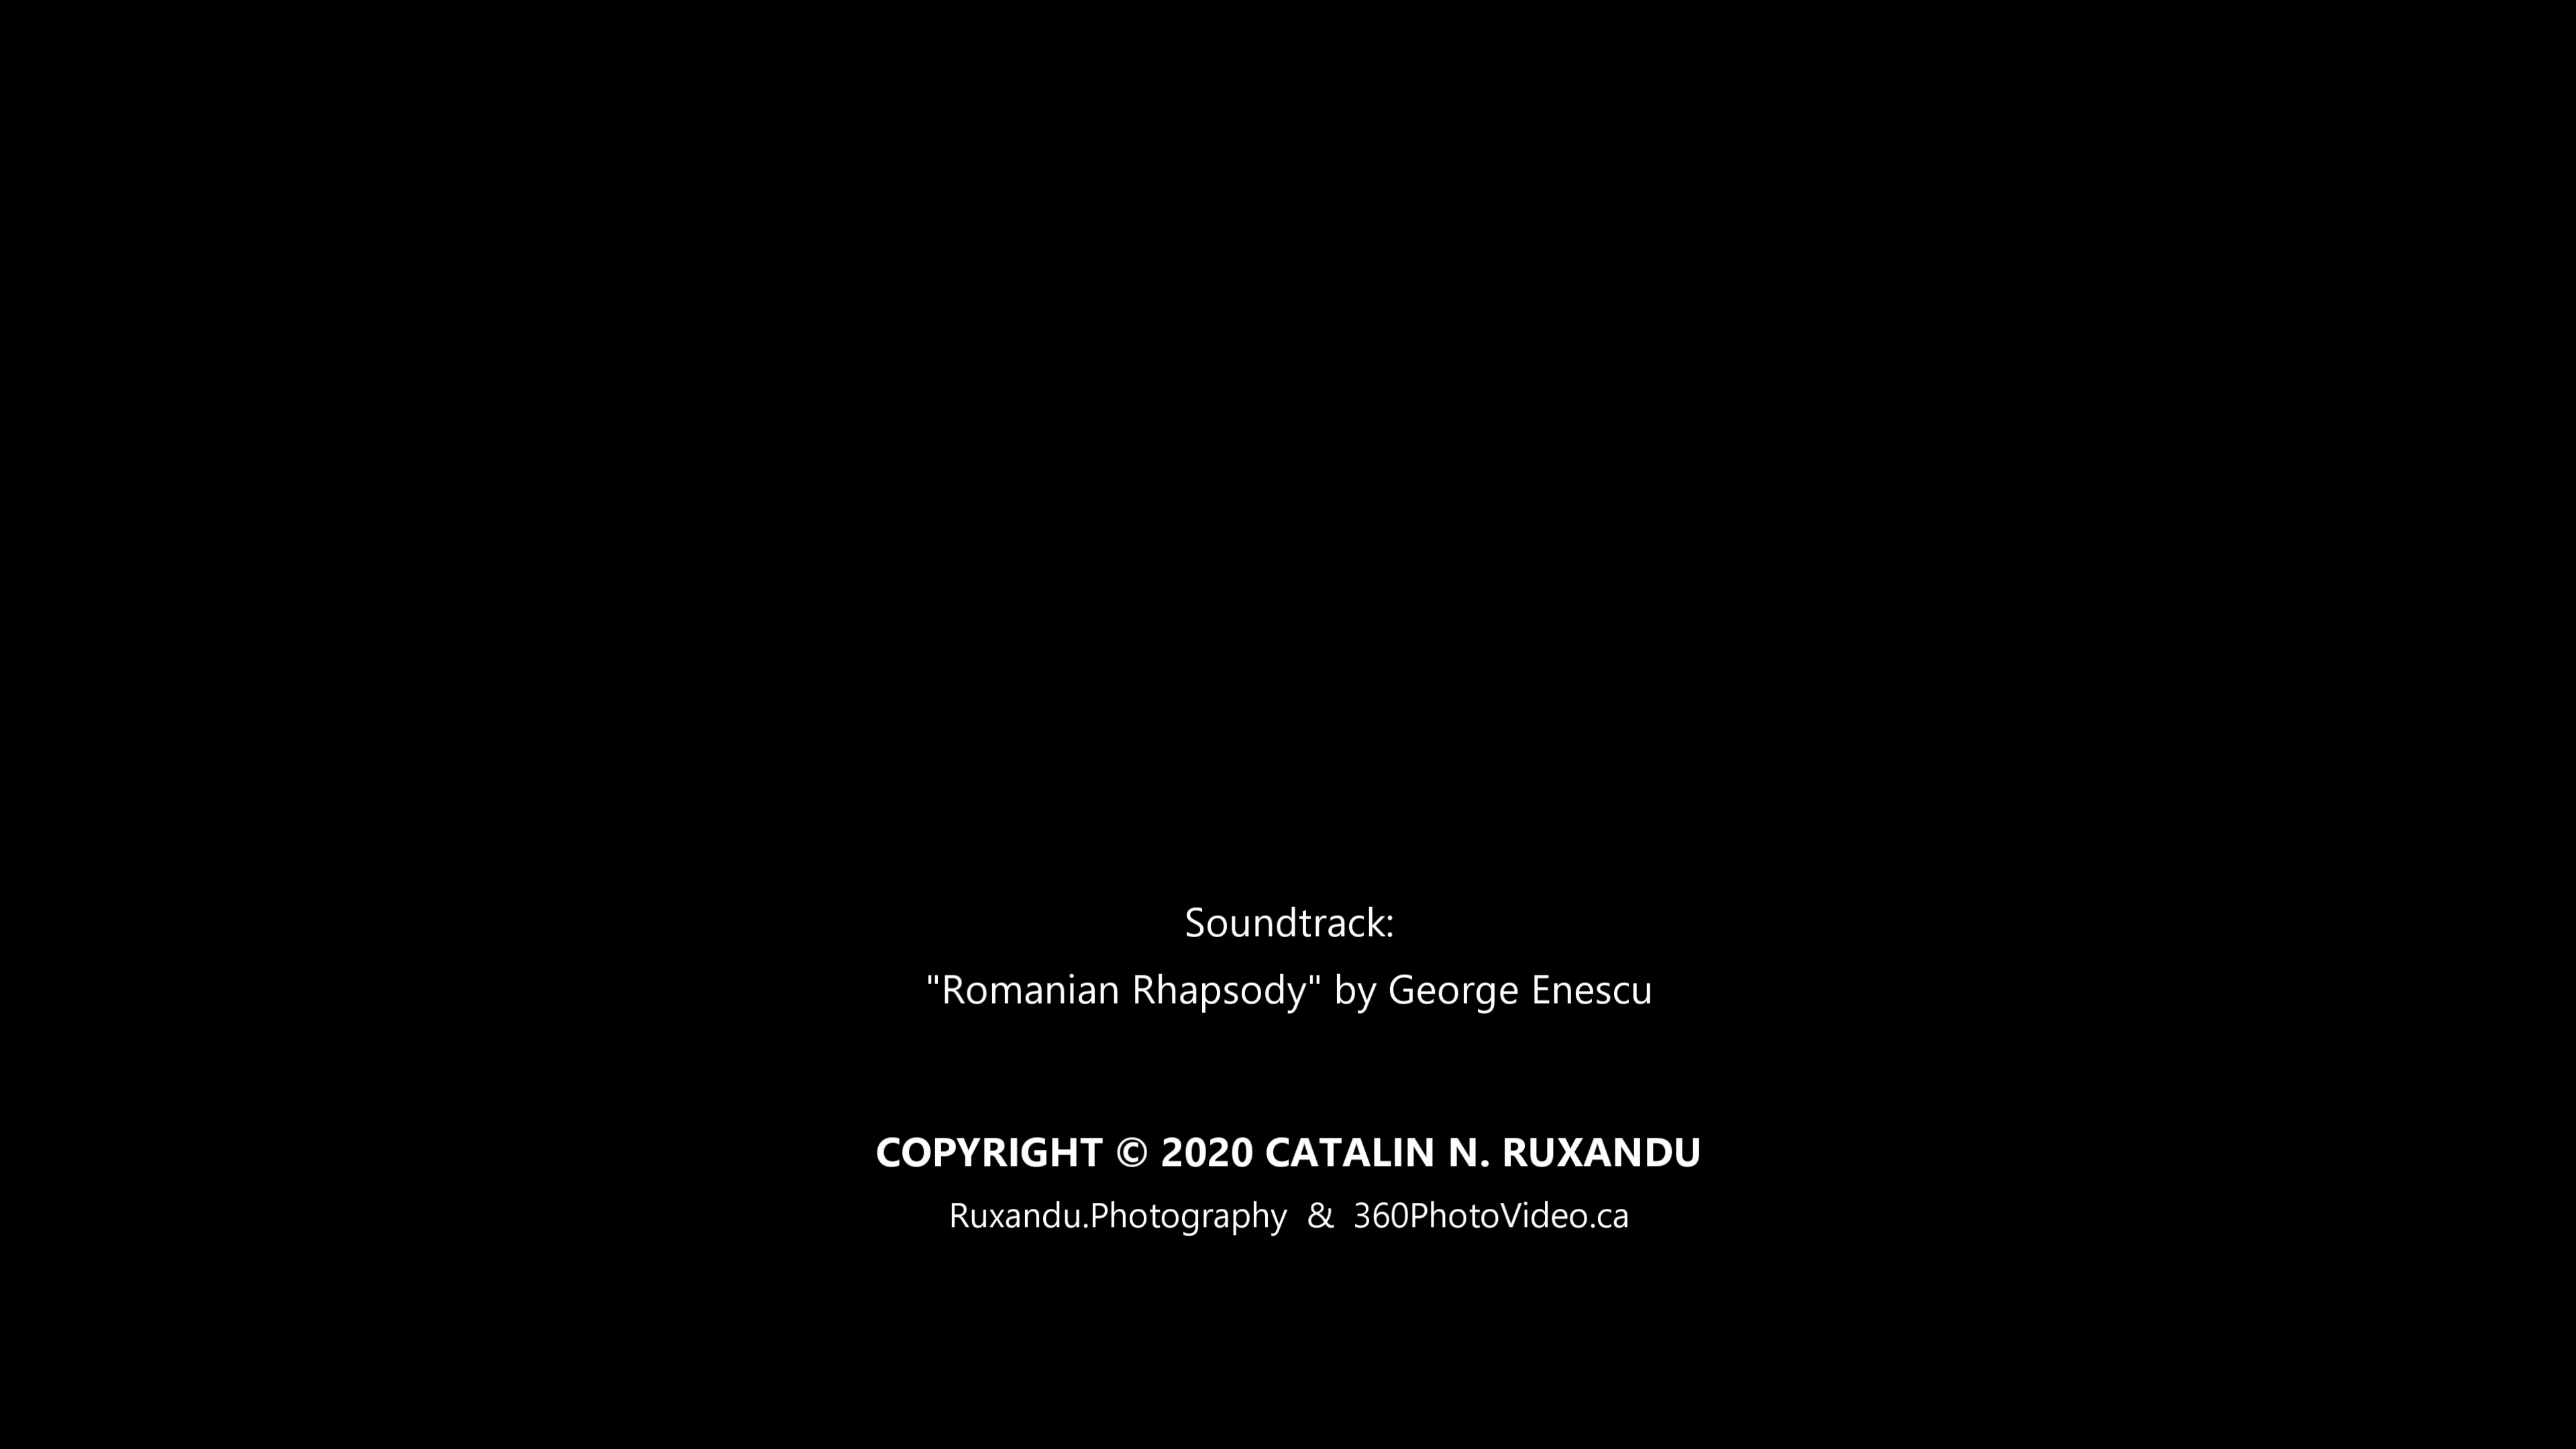 Soundtrack:
"Romanian Rhapsody" by George Enescu
COPYRIGHT © 2020 CATALIN N. RUXANDU
Ruxandu.Photography & 360PhotoVideo.ca